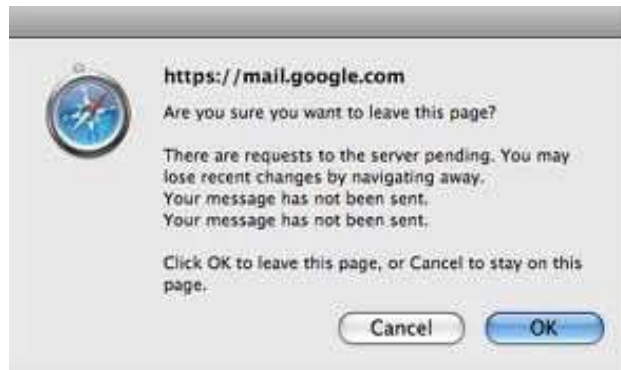 https://mail.google.com
Are you sure you want to leave this page?
There are requests to the server pending. You may
lose recent changes by navigating away.
Your message has not been sent.
Your message has not been sent.
Click OK to leave this page, or Cancel to stay on this
page.
Cancel OK